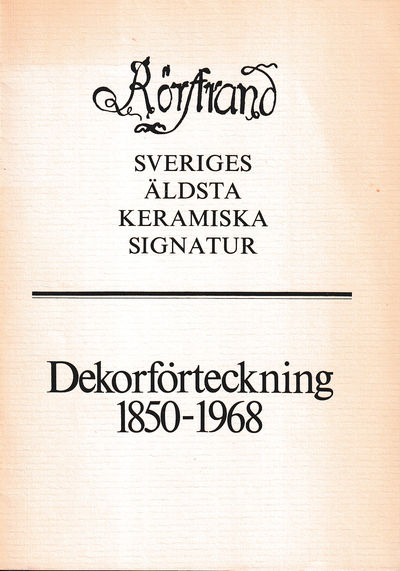 Rörstrand
SVERIGES
ÄLDSTA
KERAMISKA
SIGNATUR
Dekorförteckning
1850-1968